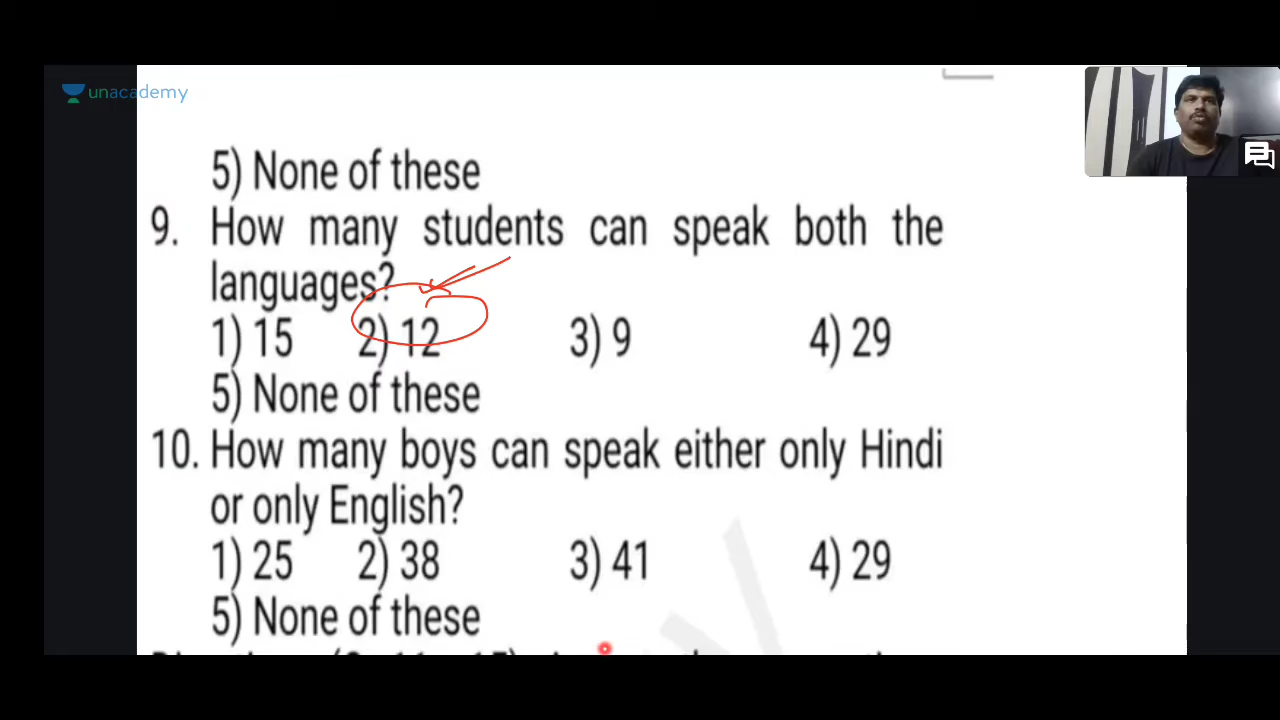 unacademy
5) None of these
9. How many students can speak both the
languages?
1) 15 2) 12 3) 9 4) 29
5) None of these
10. How many boys can speak either only Hindi
or only English?
1) 25 2) 38 3) 41 4) 29
5) None of these